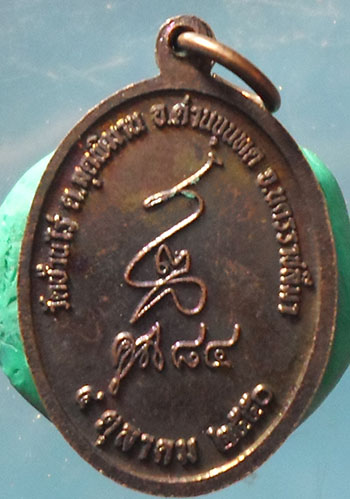 วัดบ้านไร่ ต.กุดพิมาน อ.ด่านขุนทด จ.นครราชสีมา
๘๔
๔ ตุลาคม ๒๕๕๐